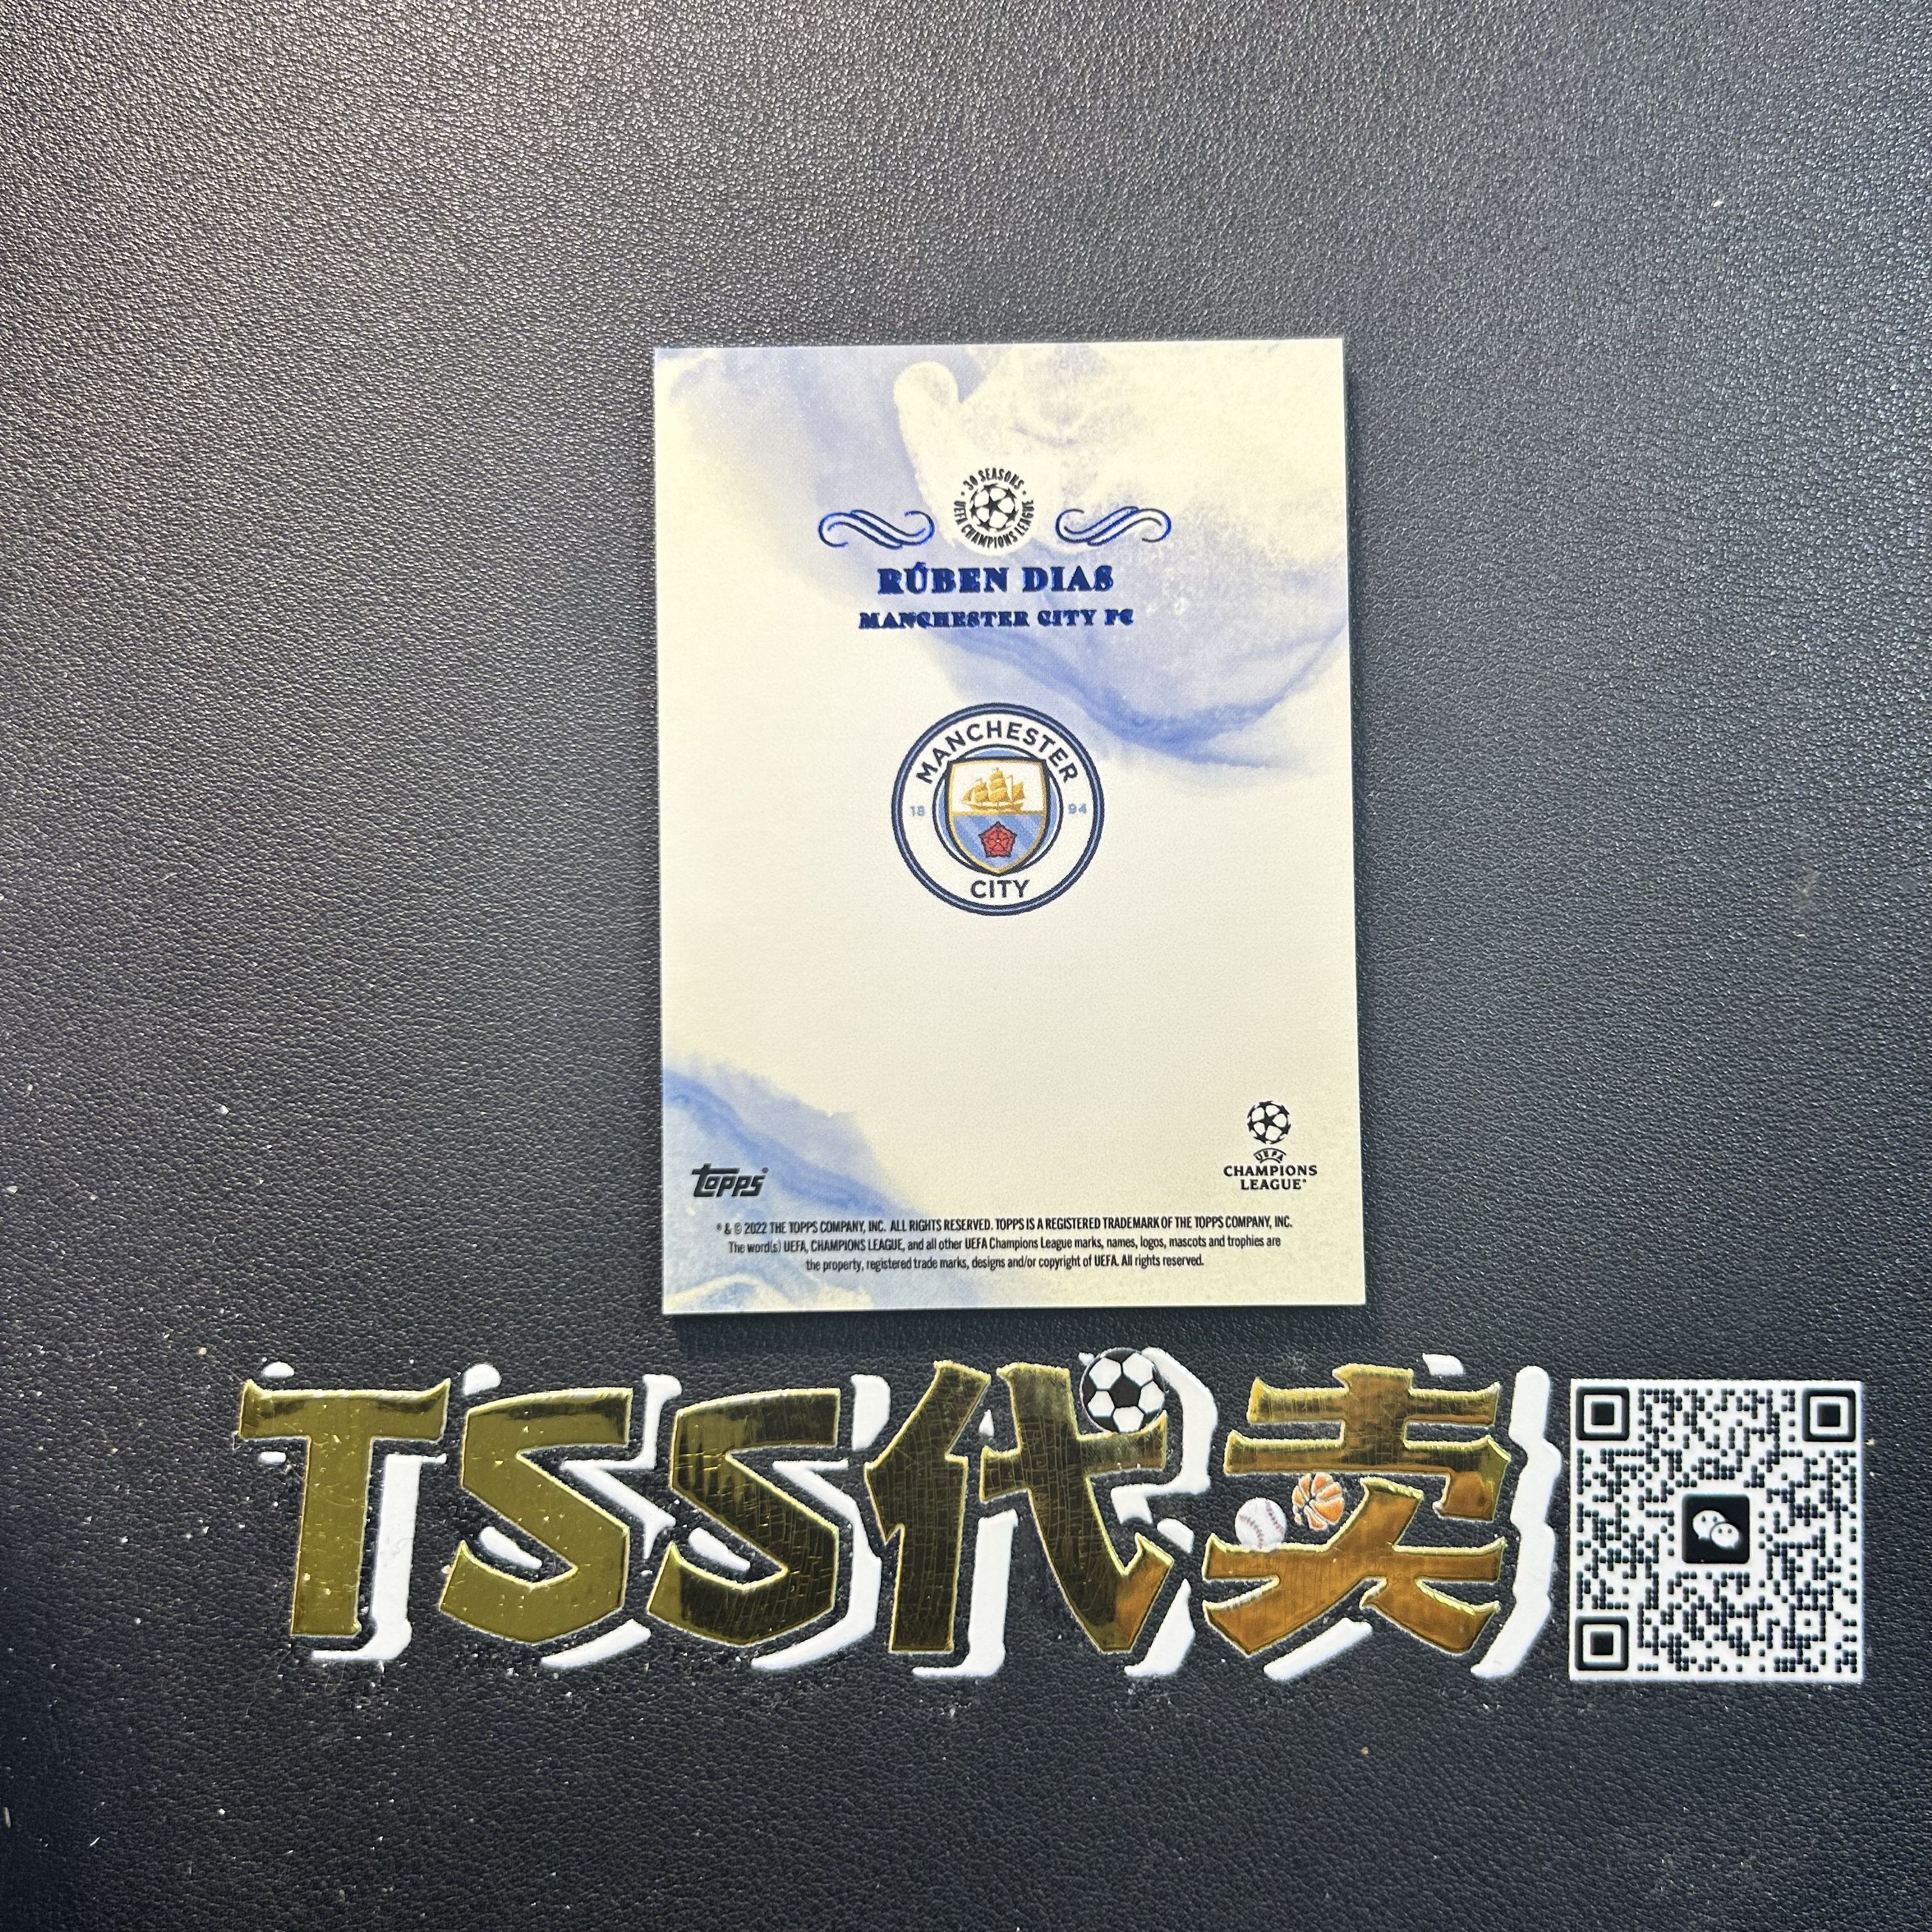 • 30 SEASONS •
UEFA CHAMPIONS LEAGUE
RÚBEN DIAS
MANCHESTER CITY FC
MANCHESTER
18 94
CITY
UEFA
CHAMPIONS
LEAGUE®
Topps®
® & © 2022 THE TOPPS COMPANY, INC. ALL RIGHTS RESERVED. TOPPS IS A REGISTERED TRADEMARK OF THE TOPPS COMPANY, INC.
The word(s) UEFA, CHAMPIONS LEAGUE, and all other UEFA Champions League marks, names, logos, mascots and trophies are
the property, registered trade marks, designs and/or copyright of UEFA. All rights reserved.
TSS代卖